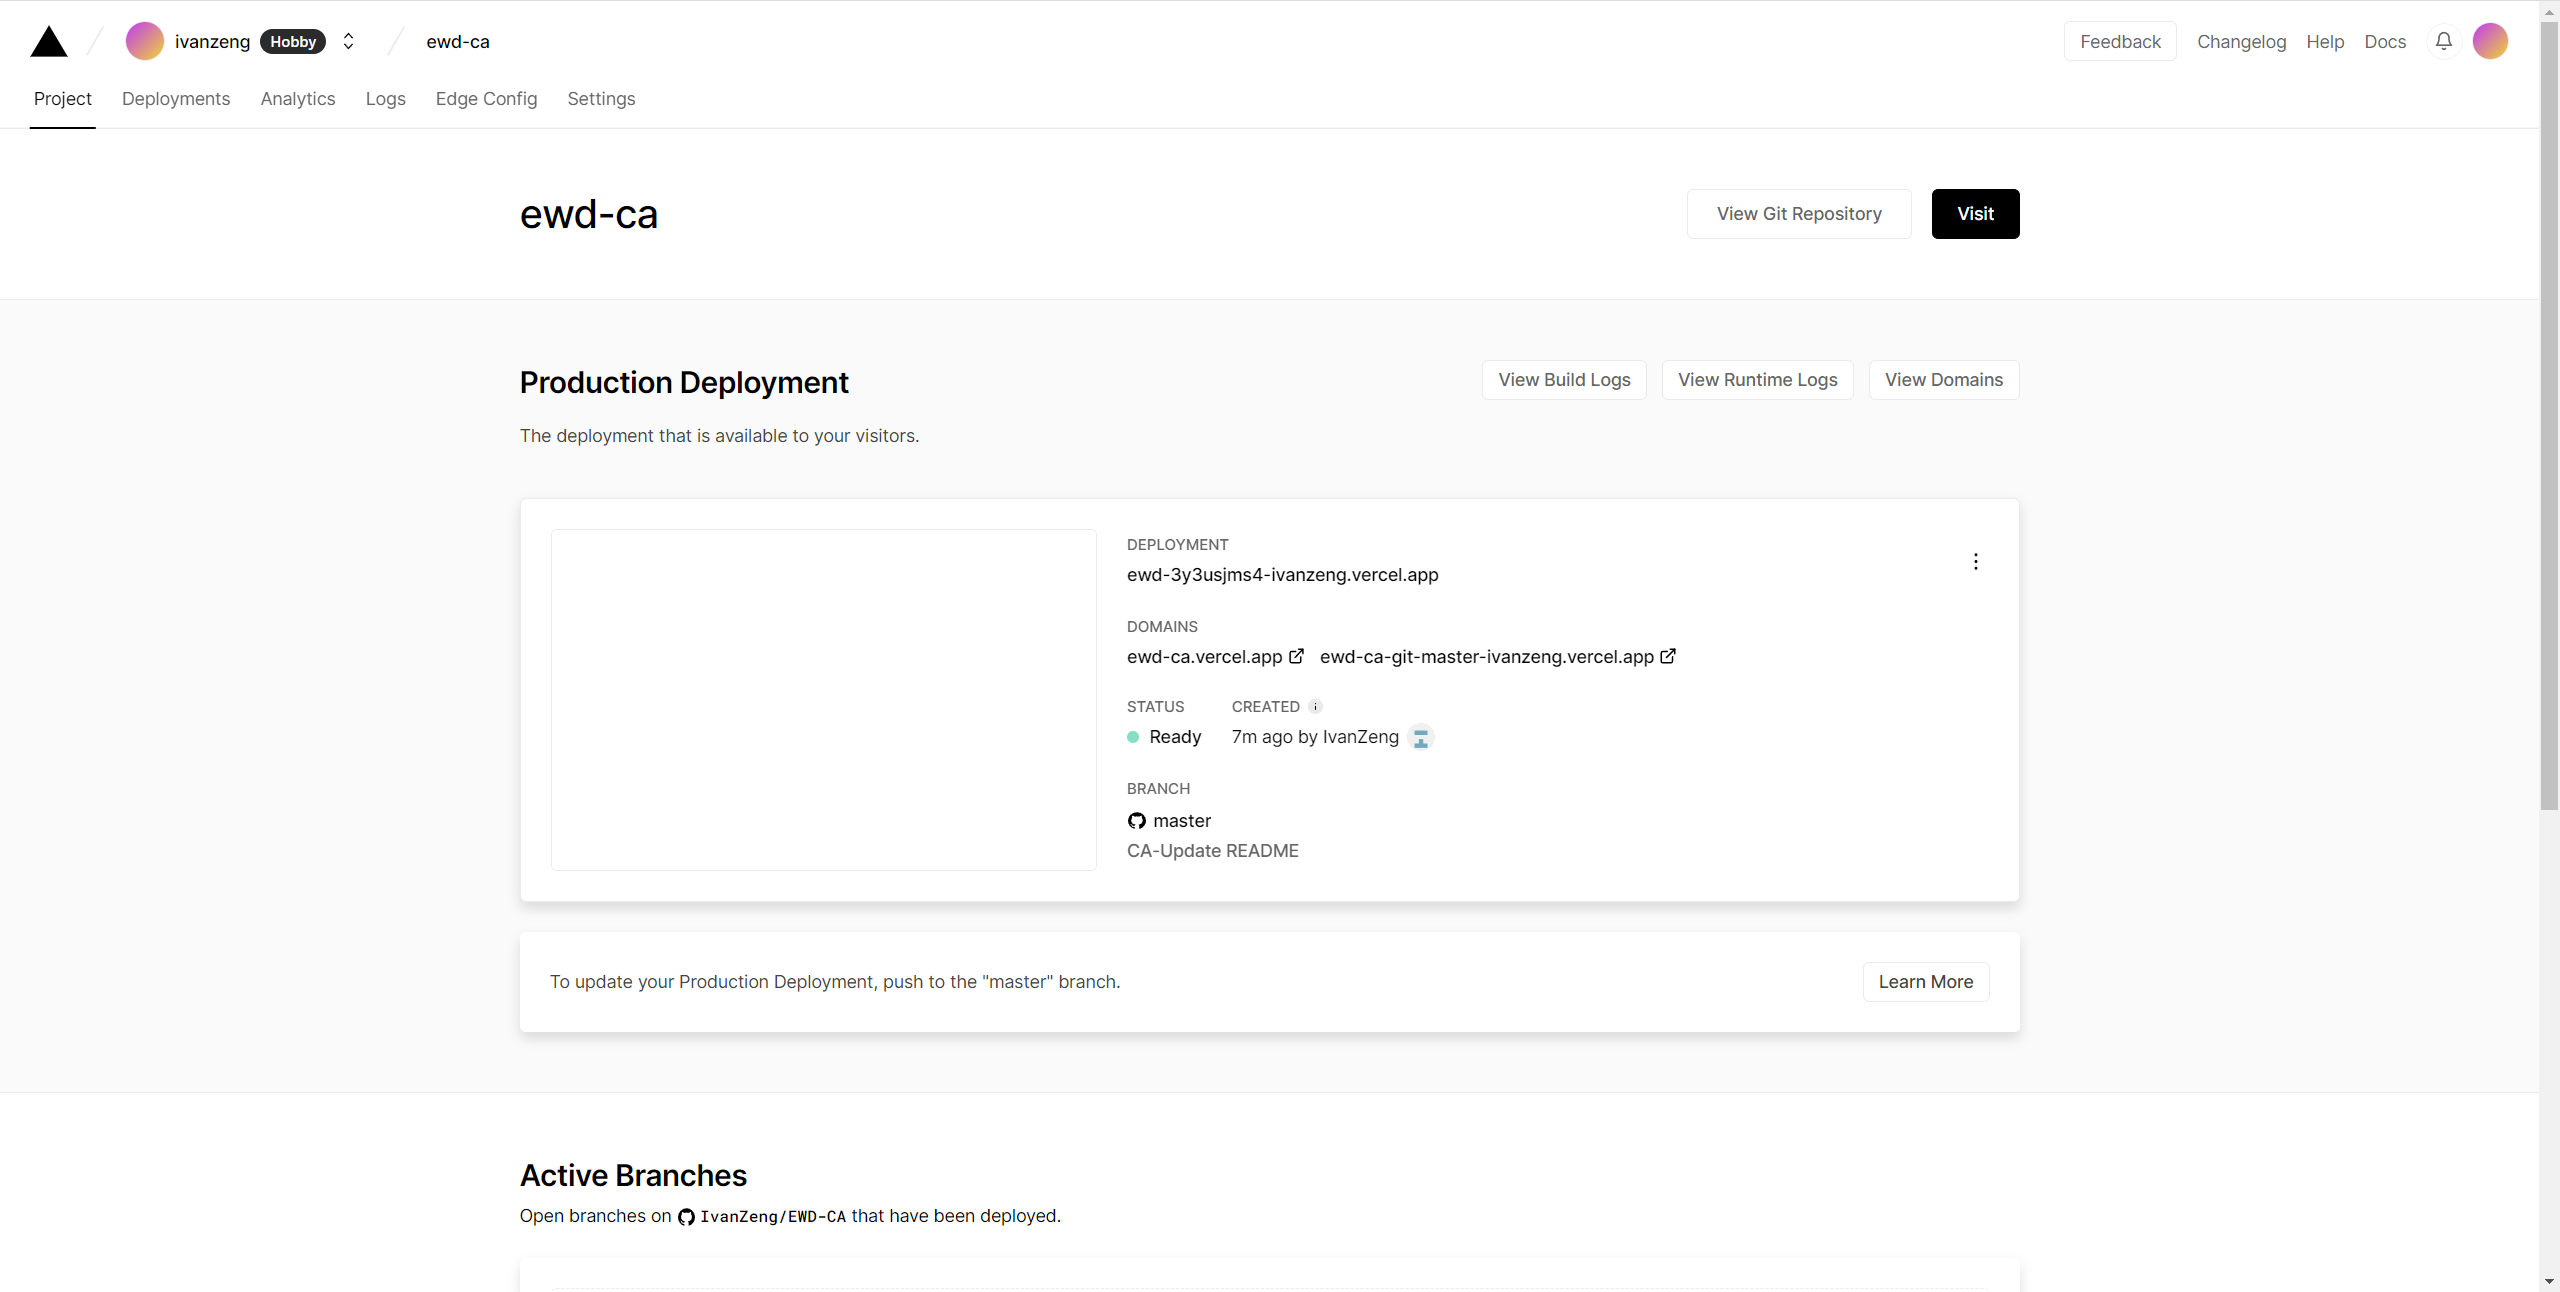 ivanzeng Hobby ewd-ca Feedback Changelog Help Docs
Project Deployments Analytics Logs Edge Config Settings
ewd-ca View Git Repository Visit
Production Deployment View Build Logs View Runtime Logs View Domains
The deployment that is available to your visitors.
DEPLOYMENT
ewd-3y3usjms4-ivanzeng.vercel.app
DOMAINS
ewd-ca.vercel.app ewd-ca-git-master-ivanzeng.vercel.app
STATUS CREATED
Ready 7m ago by IvanZeng
BRANCH
master
CA-Update README
To update your Production Deployment, push to the "master" branch. Learn More
Active Branches
Open branches on IvanZeng/EWD-CA that have been deployed.